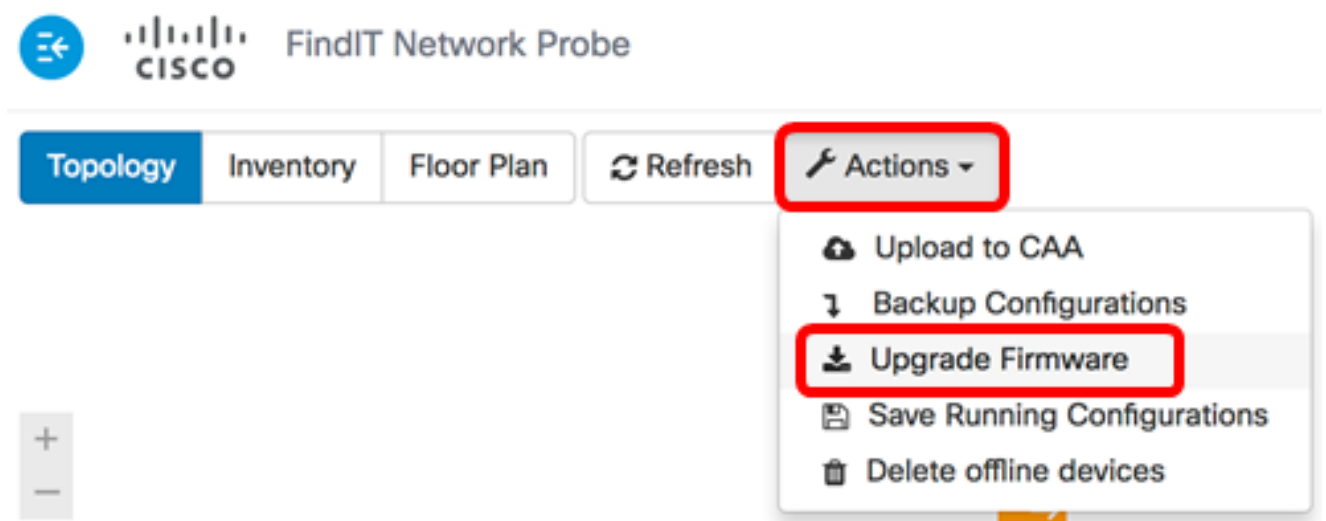 CISCO FindIT Network Probe
Topology Inventory Floor Plan Refresh Actions
Upload to CAA
Backup Configurations
Upgrade Firmware
Save Running Configurations
Delete offline devices
+
–